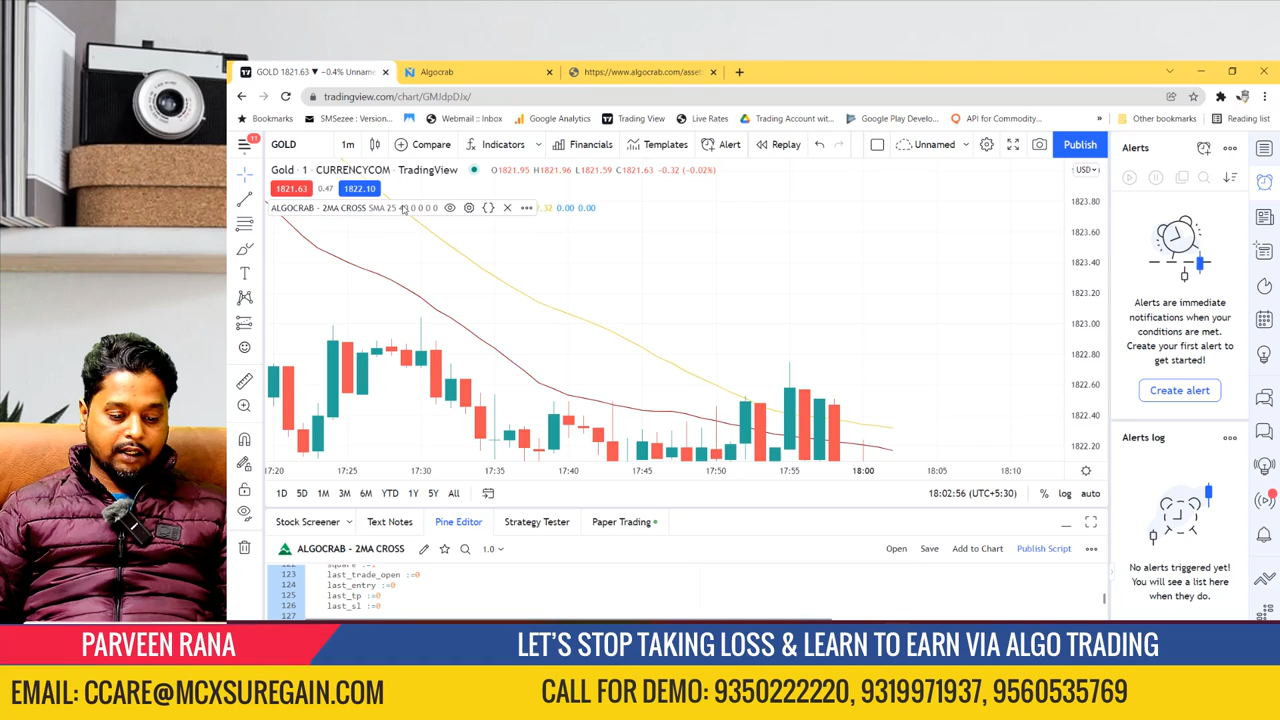 GOLD 1821.63 ▼ −0.4% Unname
Algocrab
https://www.algocrab.com/asset
tradingview.com/chart/GMJdpDJx/
Bookmarks
SMSezee : Version...
Webmail :: Inbox
Google Analytics
Trading View
Live Rates
Trading Account wit...
Google Play Develo...
API for Commodity...
»
Other bookmarks
Reading list
11
GOLD
1m
Compare
Indicators
Financials
Templates
Alert
Replay
Unnamed
Publish
Alerts
Gold · 1 · CURRENCYCOM · TradingView
O1821.95 H1821.96 L1821.59 C1821.63 −0.32 (−0.02%)
USD
1821.63
0.47
1822.10
ALGOCRAB - 2MA CROSS SMA 25 0 0 0 0
.32 0.00 0.00
1823.80
1823.60
1823.40
1823.20
1823.00
1822.80
1822.60
1822.40
1822.20
Alerts are immediate
notifications when your
conditions are met.
Create your first alert to
get started!
Create alert
17:20
17:25
17:30
17:35
17:40
17:45
17:50
17:55
18:00
18:05
18:10
Alerts log
1D 5D 1M 3M 6M YTD 1Y 5Y All
18:02:56 (UTC+5:30)
% log auto
Stock Screener
Text Notes
Pine Editor
Strategy Tester
Paper Trading
ALGOCRAB - 2MA CROSS
1.0
Open
Save
Add to Chart
Publish Script
No alerts triggered yet!
You will see a list here
when they do.
122 square :=
123 last_trade_open :=0
124 last_entry :=0
125 last_tp :=0
126 last_sl :=0
127
PARVEEN RANA
LET'S STOP TAKING LOSS & LEARN TO EARN VIA ALGO TRADING
EMAIL: CCARE@MCXSUREGAIN.COM
CALL FOR DEMO: 9350222220, 9319971937, 9560535769